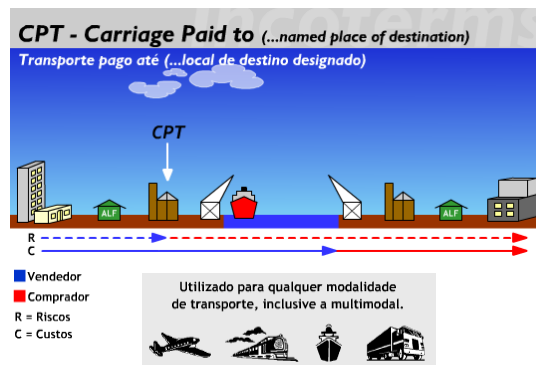 incoterms
CPT - Carriage Paid to (...named place of destination)
Transporte pago até (...local de destino designado)
CPT
ALF
ALF
R
C
Vendedor
Comprador
R = Riscos
C = Custos
Utilizado para qualquer modalidade
de transporte, inclusive a multimodal.